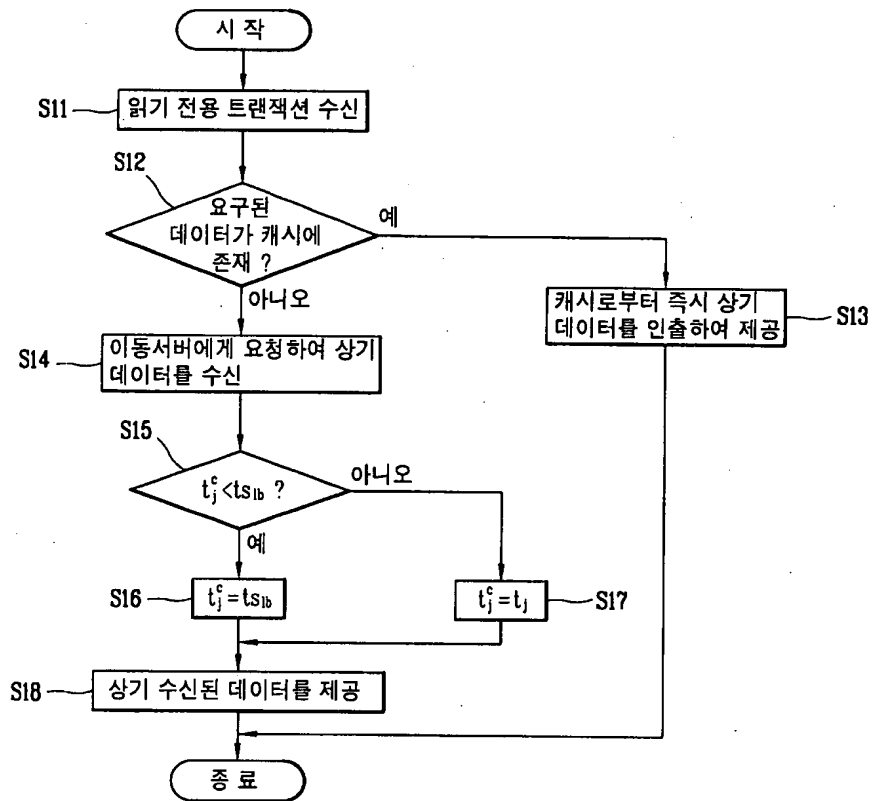 시 작
S11
읽기 전용 트랜잭션 수신
S12
요구된
데이터가 캐시에
존재 ?
예
아니오
캐시로부터 즉시 상기
데이터를 인출하여 제공
S13
S14
이동서버에게 요청하여 상기
데이터를 수신
S15
t_j^c < ts_lb ?
아니오
예
S16
t_j^c = ts_lb
t_j^c = t_j
S17
S18
상기 수신된 데이터를 제공
종 료